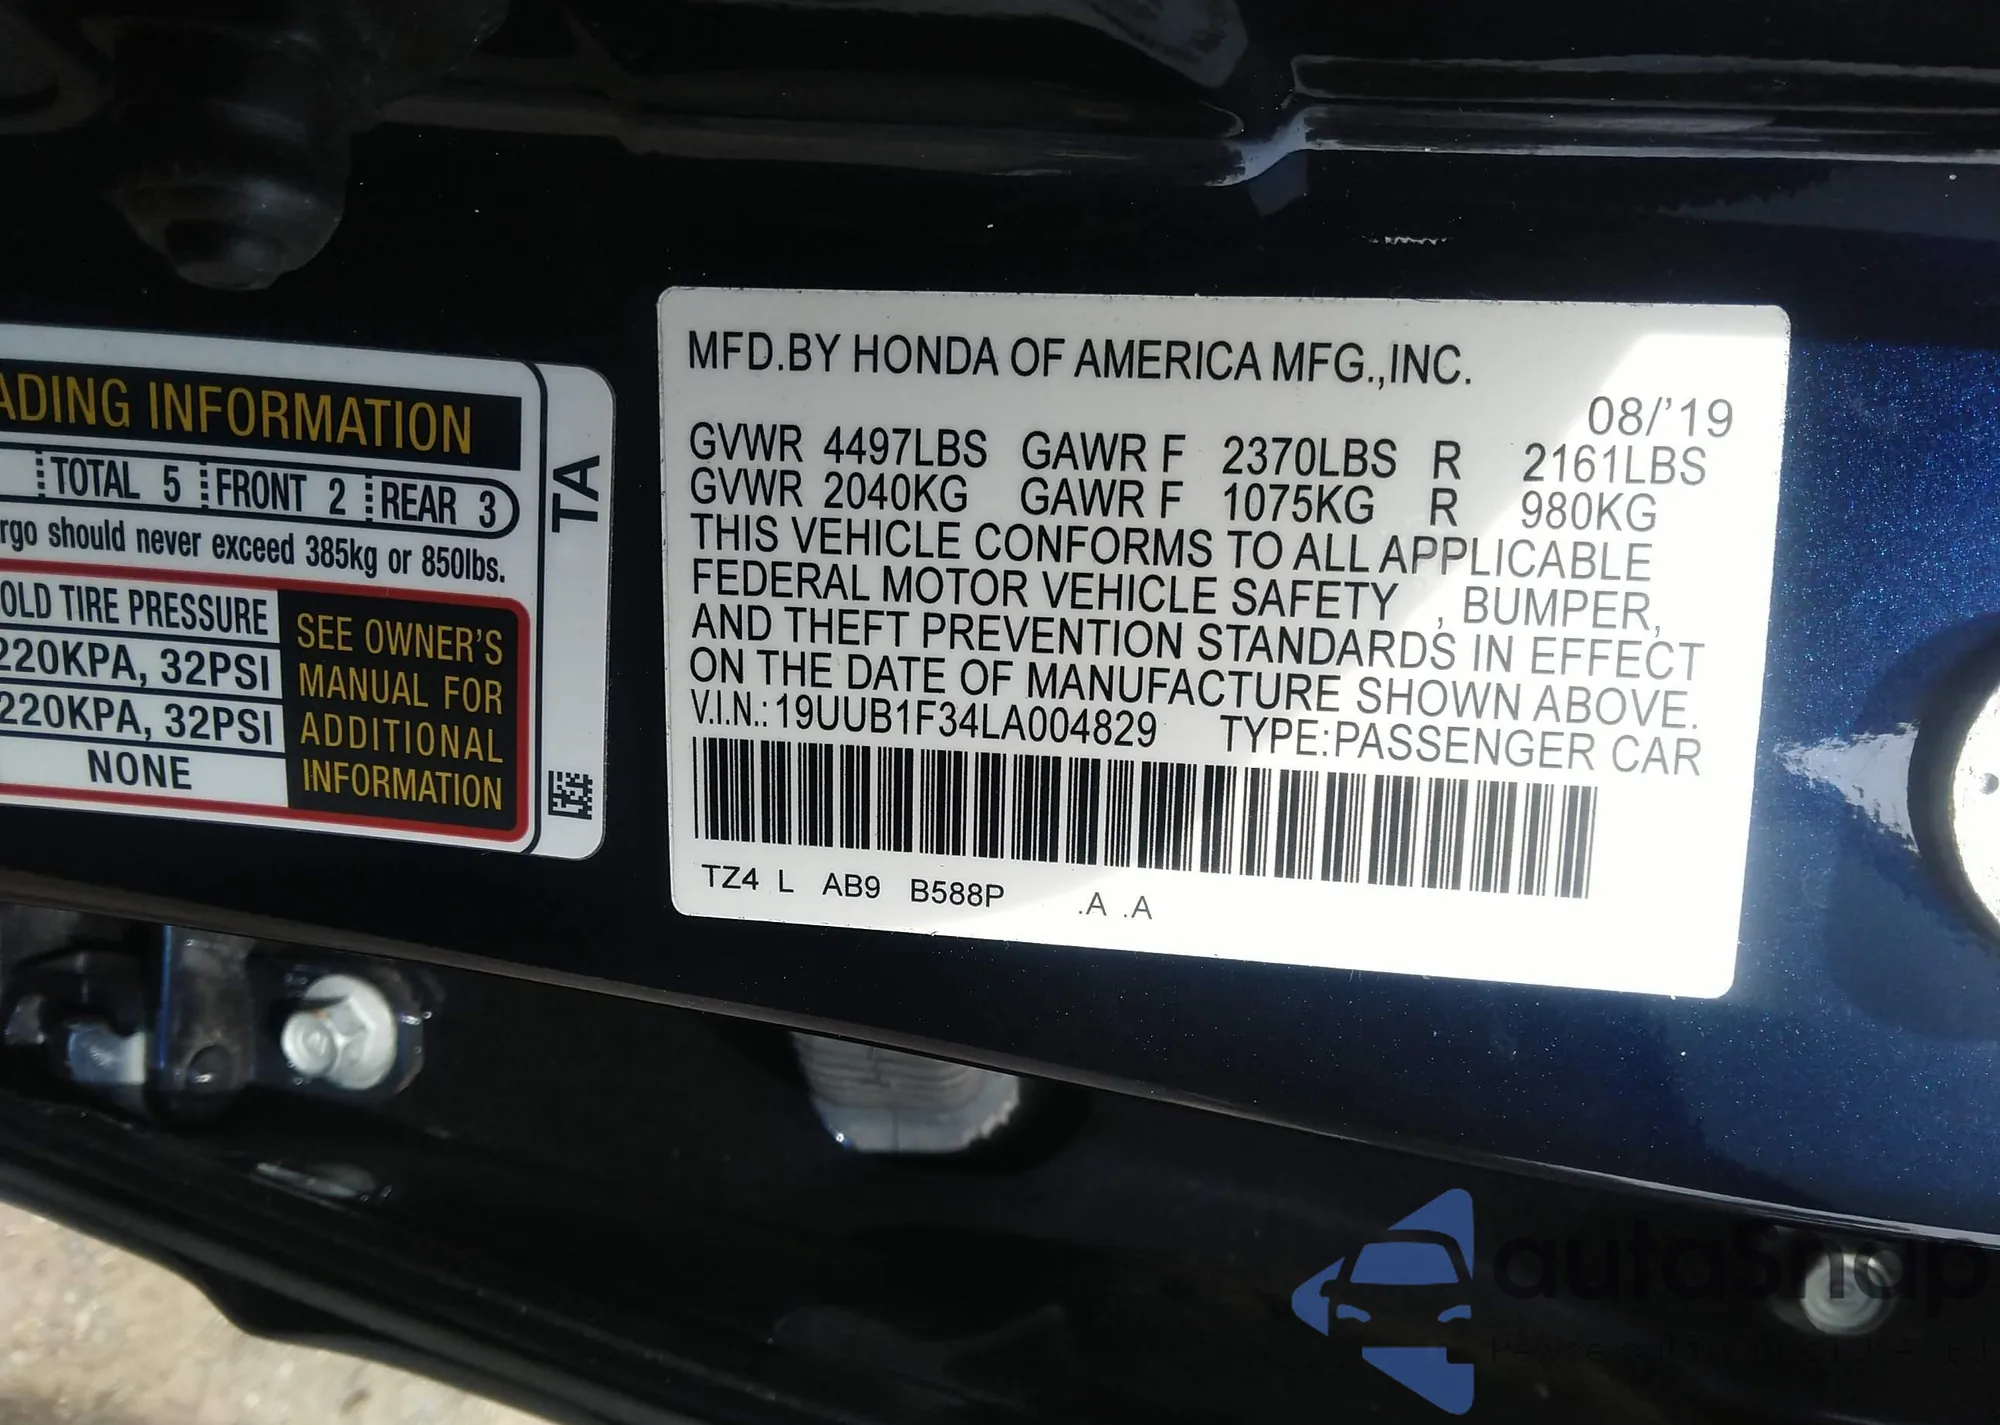 ADING INFORMATION
TOTAL 5 FRONT 2 REAR 3
rgo should never exceed 385kg or 850lbs.
OLD TIRE PRESSURE
220KPA, 32PSI
220KPA, 32PSI
NONE
SEE OWNER'S
MANUAL FOR
ADDITIONAL
INFORMATION
TA
MFD.BY HONDA OF AMERICA MFG.,INC.
08/'19
GVWR 4497LBS GAWR F 2370LBS R 2161LBS
GVWR 2040KG GAWR F 1075KG R 980KG
THIS VEHICLE CONFORMS TO ALL APPLICABLE
FEDERAL MOTOR VEHICLE SAFETY , BUMPER,
AND THEFT PREVENTION STANDARDS IN EFFECT
ON THE DATE OF MANUFACTURE SHOWN ABOVE.
V.I.N.: 19UUB1F34LA004829 TYPE:PASSENGER CAR
TZ4 L AB9 B588P .A .A
autoSnap